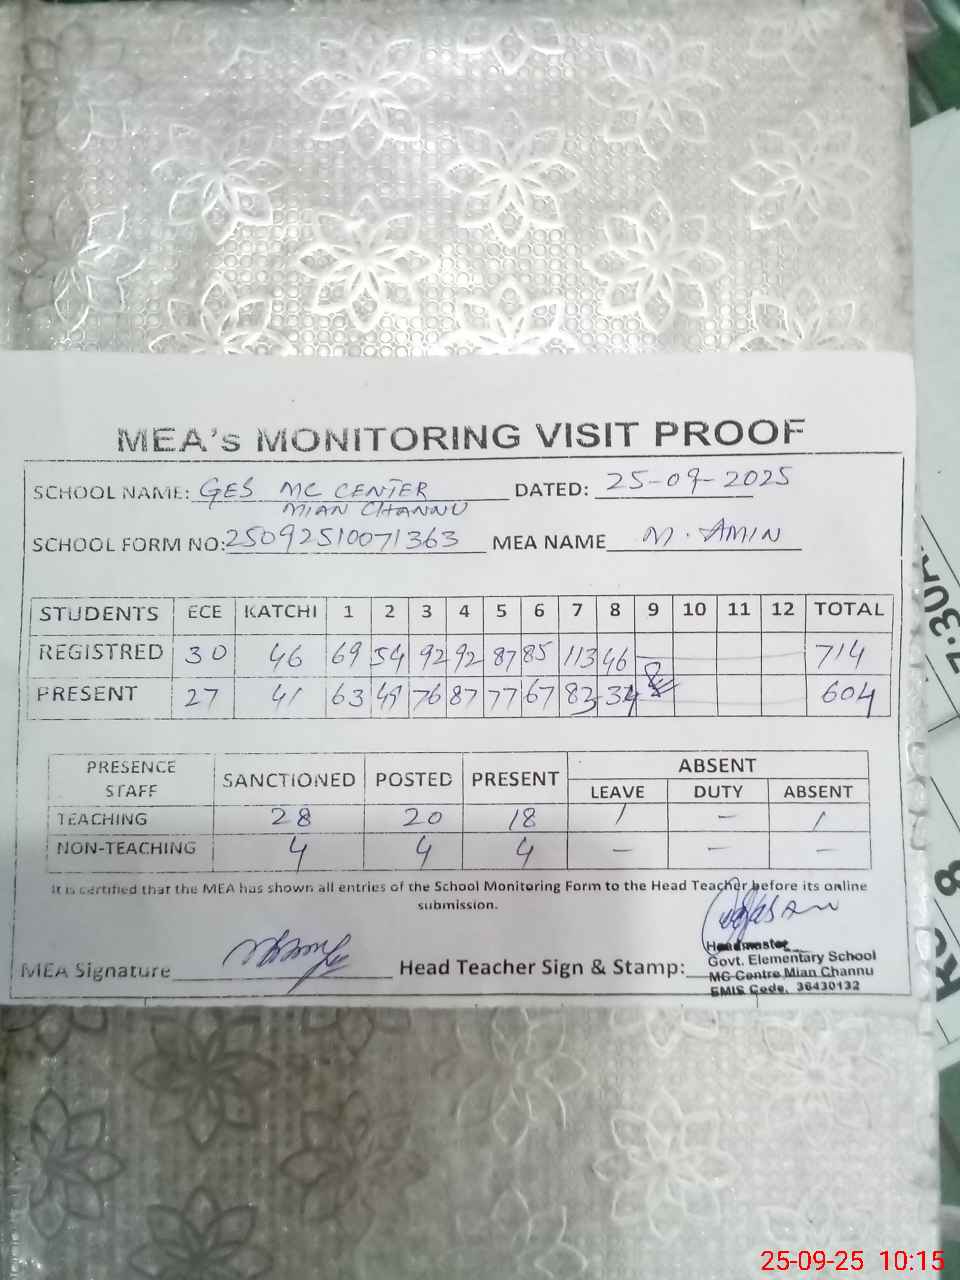 MEA's MONITORING VISIT PROOF
SCHOOL NAME: GES MC CENTER DATED: 25-09-2025
MIAN CHANNU
SCHOOL FORM NO: 25092510071363 MEA NAME M. AMIN
STUDENTS ECE KATCHI 1 2 3 4 5 6 7 8 9 10 11 12 TOTAL
REGISTRED 30 46 69 54 92 92 87 85 113 46 714
PRESENT 27 41 63 49 76 87 77 67 83 34 604
PRESENCE STAFF SANCTIONED POSTED PRESENT ABSENT
LEAVE DUTY ABSENT
TEACHING 28 20 18 1 – 1
NON-TEACHING 4 4 4 – – –
It is certified that the MEA has shown all entries of the School Monitoring Form to the Head Teacher before its online
submission.
MEA Signature Head Teacher Sign & Stamp:
Headmaster
Govt. Elementary School
MC Centre Mian Channu
EMIS Code. 36430132
7:30A
8
25-09-25 10:15